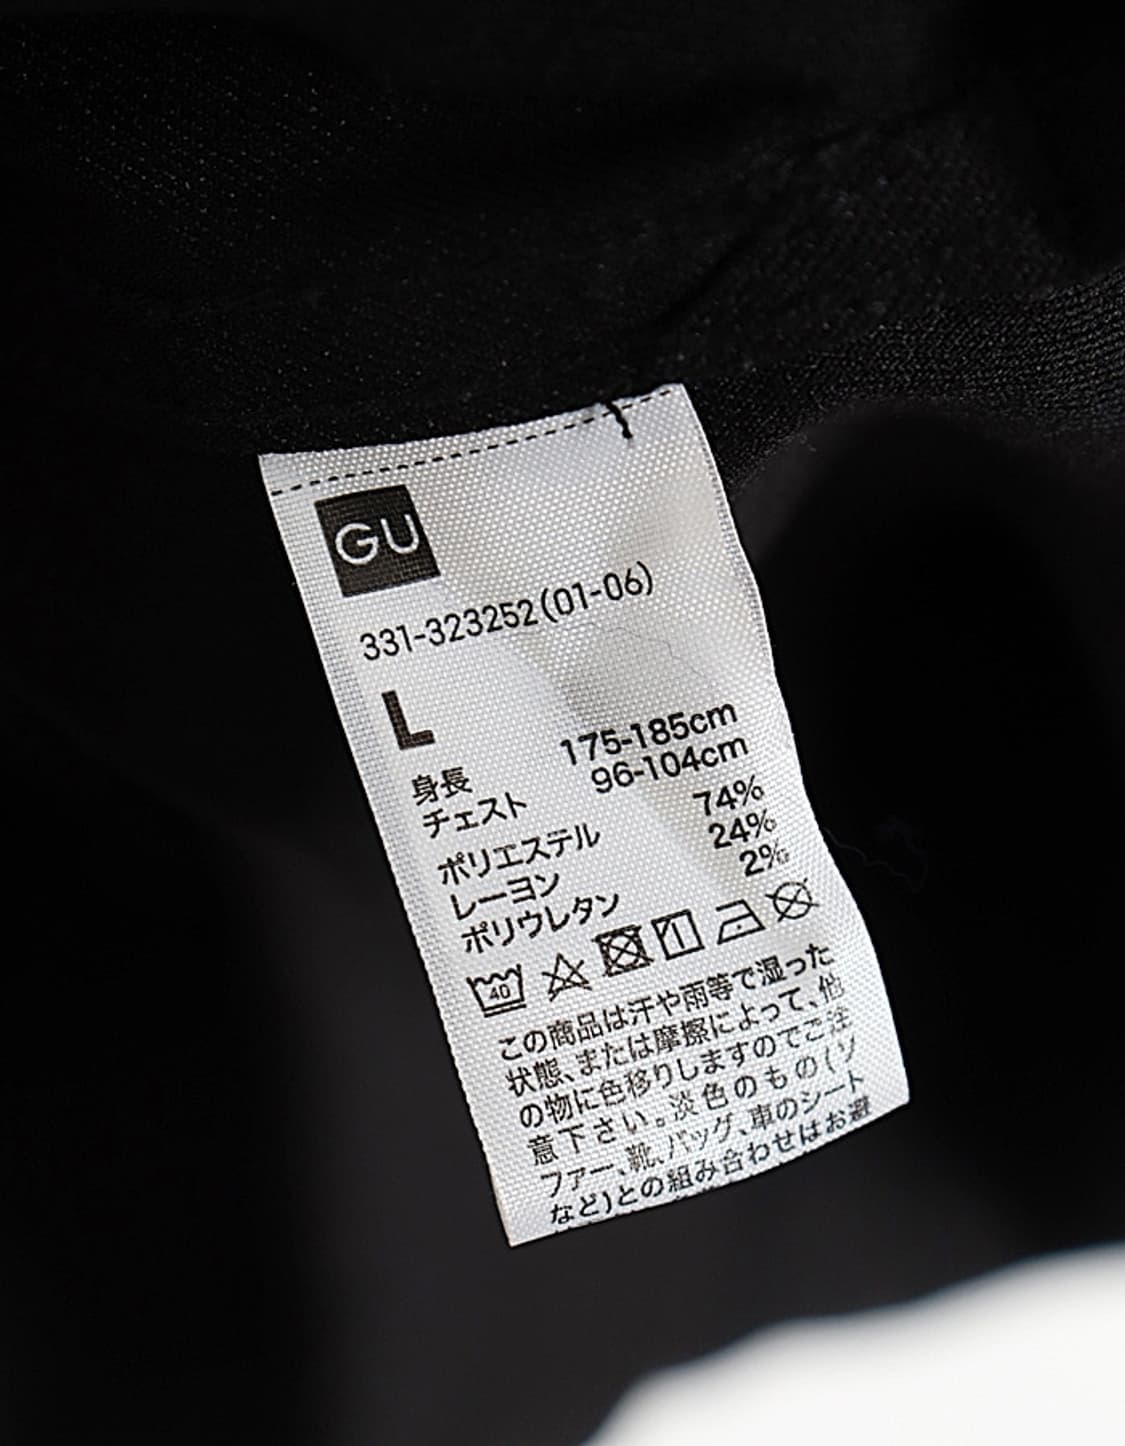 GU
331-323252(01-06)
L
身長 175-185cm
チェスト 96-104cm
ポリエステル 74%
レーヨン 24%
ポリウレタン 2%
40
この商品は汗や雨等で湿った
状態、または摩擦によって、他
の物に色移りしますのでご注
意下さい。淡色のもの(ソ
ファー、靴、バッグ、車のシート
など)との組み合わせはお避